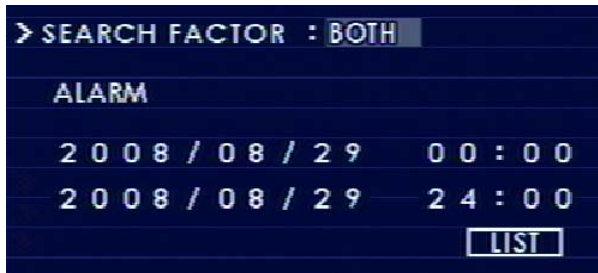 > SEARCH FACTOR : BOTH
ALARM
2008/08/29 00:00
2008/08/29 24:00
LIST